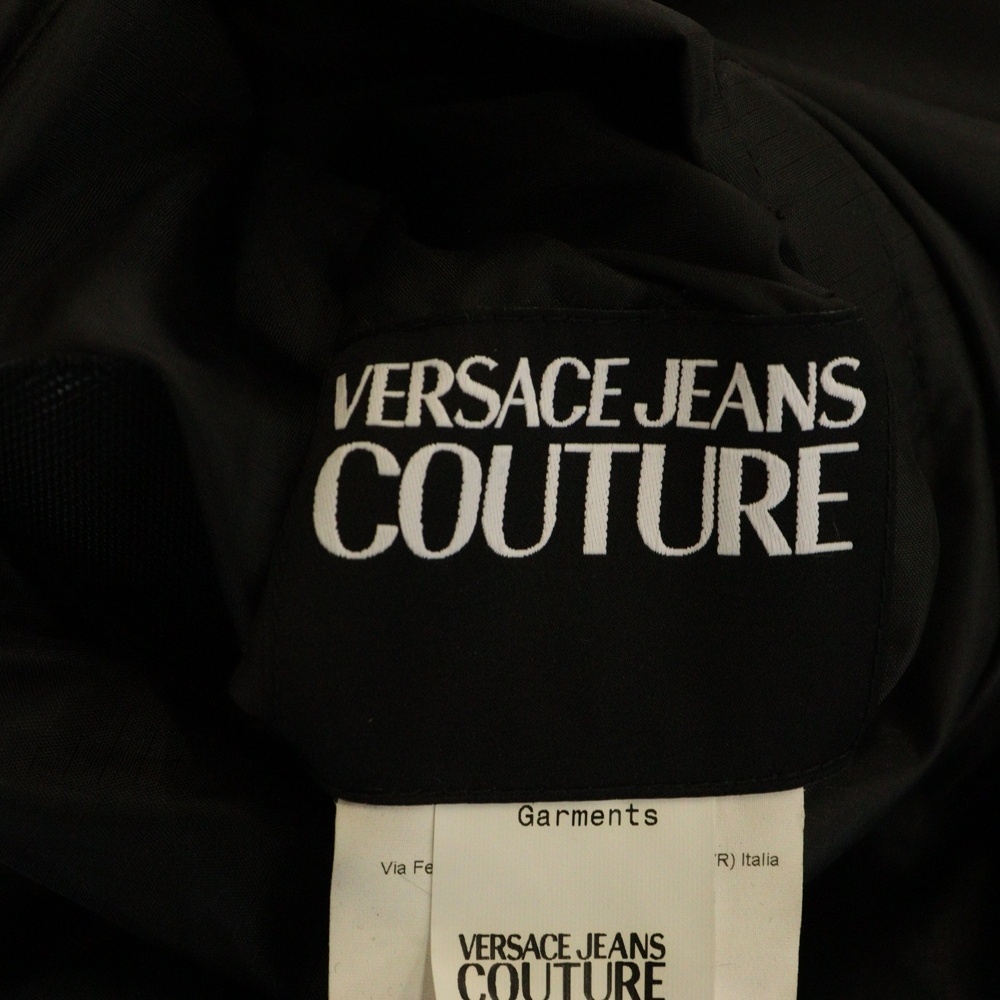 VERSACE JEANS
COUTURE
Garments
Via Fe R) Italia
VERSACE JEANS
COUTURE